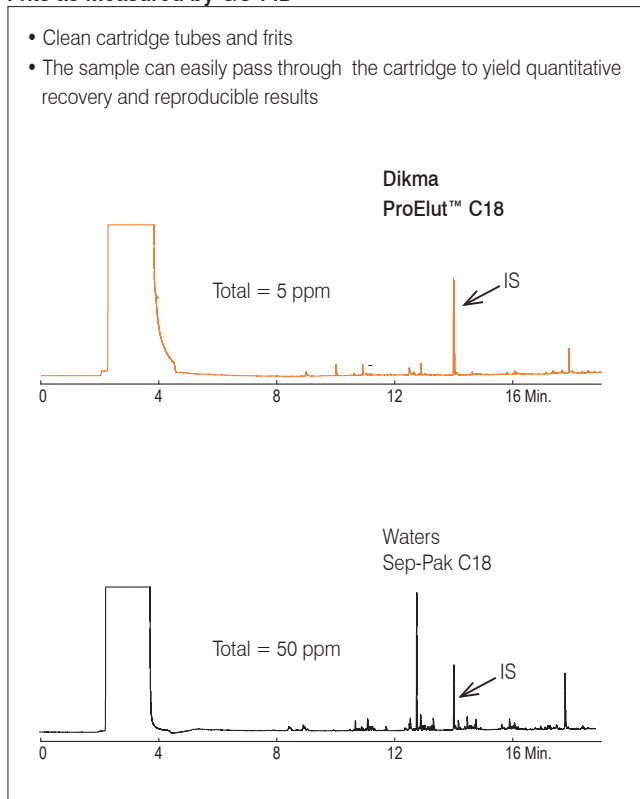 • Clean cartridge tubes and frits
• The sample can easily pass through the cartridge to yield quantitative
recovery and reproducible results
Dikma
ProElut™ C18
Total = 5 ppm
IS
0 4 8 12 16 Min.
Waters
Sep-Pak C18
Total = 50 ppm
IS
0 4 8 12 16 Min.